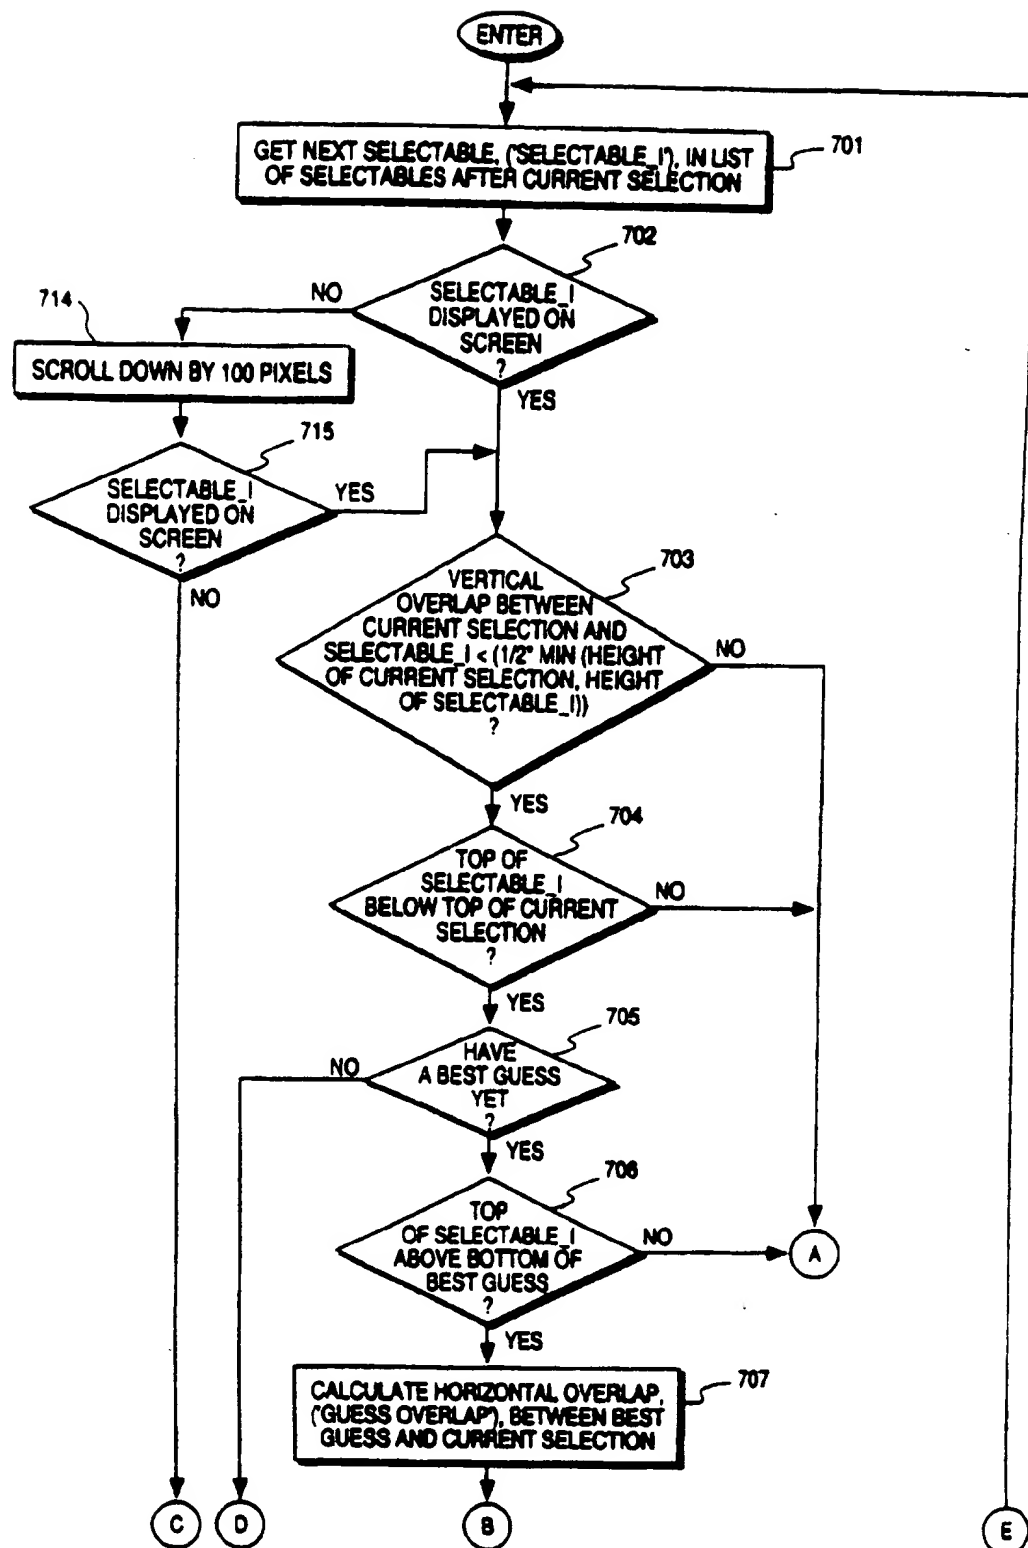 ENTER
GET NEXT SELECTABLE, ("SELECTABLE_I"), IN LIST
OF SELECTABLES AFTER CURRENT SELECTION
701
702
SELECTABLE_I
DISPLAYED ON
SCREEN
?
NO
YES
714
SCROLL DOWN BY 100 PIXELS
715
SELECTABLE_I
DISPLAYED ON
SCREEN
?
YES
NO
703
VERTICAL
OVERLAP BETWEEN
CURRENT SELECTION AND
SELECTABLE_I < (1/2* MIN (HEIGHT
OF CURRENT SELECTION, HEIGHT
OF SELECTABLE_I))
?
NO
YES
704
TOP OF
SELECTABLE_I
BELOW TOP OF CURRENT
SELECTION
?
NO
YES
705
HAVE
A BEST GUESS
YET
?
NO
YES
706
TOP
OF SELECTABLE_I
ABOVE BOTTOM OF
BEST GUESS
?
NO
YES
A
707
CALCULATE HORIZONTAL OVERLAP,
("GUESS OVERLAP"), BETWEEN BEST
GUESS AND CURRENT SELECTION
C
D
B
E